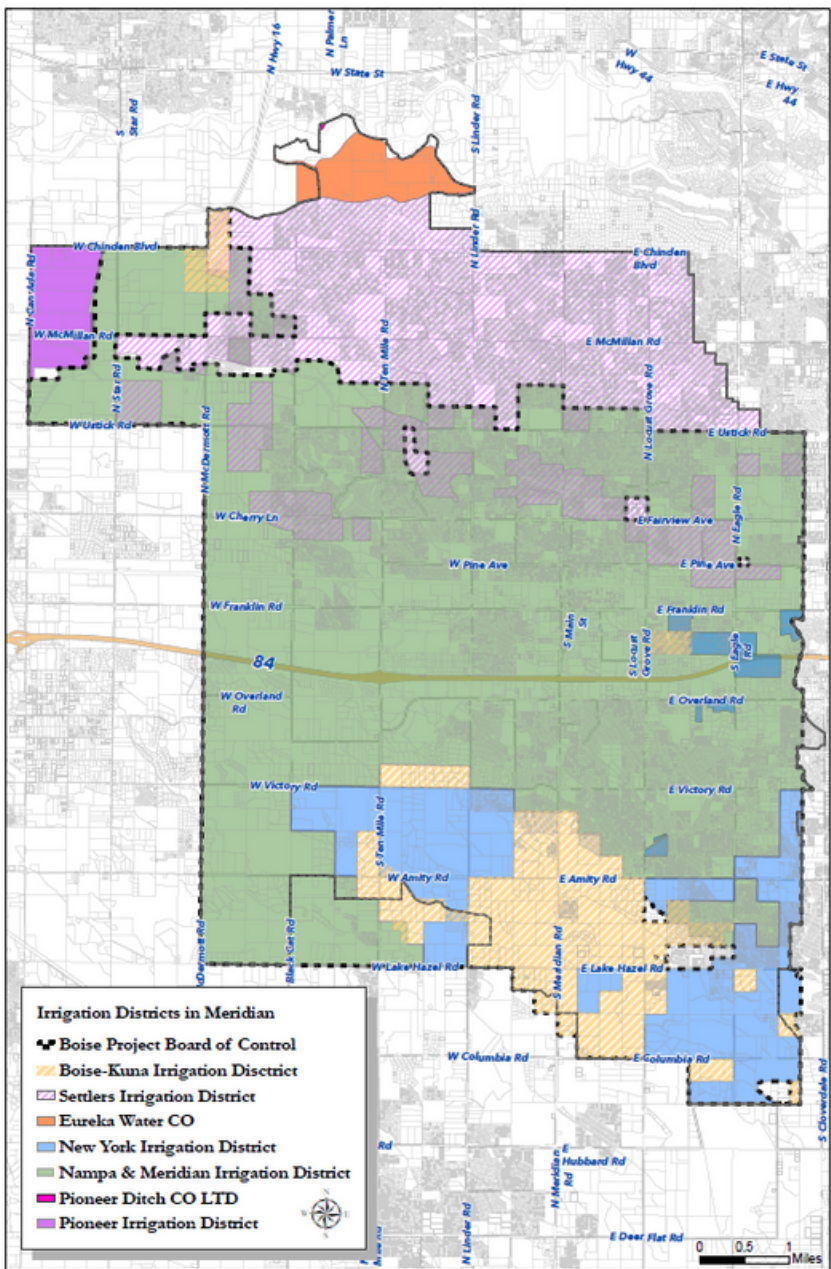 N Palmer
Ln
N Hwy 16
W State St
W
Hwy 44
E State St
E Hwy
44
S
Star Rd
S Linder Rd
N Linder Rd
W Chinden Blvd
E Chinden
Blvd
N Can Ada Rd
W McMillan Rd
E McMillan Rd
N Ten Mile Rd
N Star Rd
N Locust Grove Rd
W Ustick Rd
E Ustick Rd
N McDermott Rd
N Eagle Rd
W Cherry Ln
E Fairview Ave
W Pine Ave
E Pine Ave
W Franklin Rd
E Franklin Rd
S Main
St
S Locust
Grove Rd
S Eagle
Rd
84
W Overland
Rd
E Overland Rd
W Victory Rd
E Victory Rd
S Ten Mile Rd
W Amity Rd
E Amity Rd
Dermott Rd
Black Cat Rd
S Meridian Rd
W Lake Hazel Rd
E Lake Hazel Rd
W Columbia Rd
E Columbia Rd
S Cloverdale Rd
Irrigation Districts in Meridian
Boise Project Board of Control
Boise-Kuna Irrigation Disctrict
Settlers Irrigation District
Eureka Water CO
New York Irrigation District
Nampa & Meridian Irrigation District
Pioneer Ditch CO LTD
Pioneer Irrigation District
N
W
E
S
Rd
Hubbard Rd
N Meridian
Rd
N Linder Rd
E Deer Flat Rd
0 0.5 1
Miles